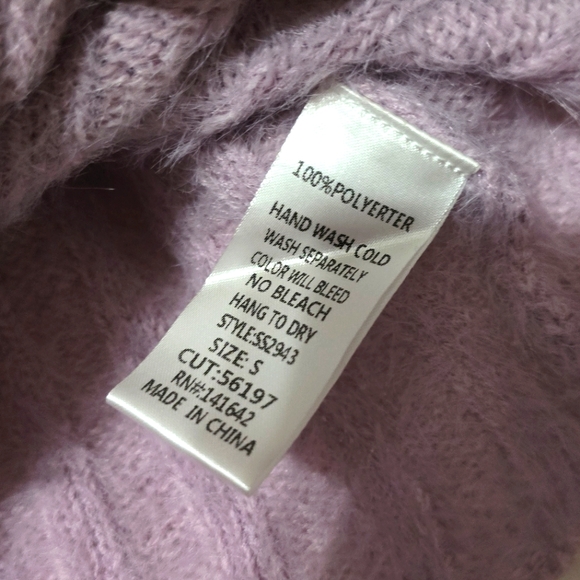 100%POLYERTER
HAND WASH COLD
WASH SEPARATELY
COLOR WILL BLEED
NO BLEACH
HANG TO DRY
STYLE:SS2943
SIZE: S
CUT:56197
RN#:141642
MADE IN CHINA